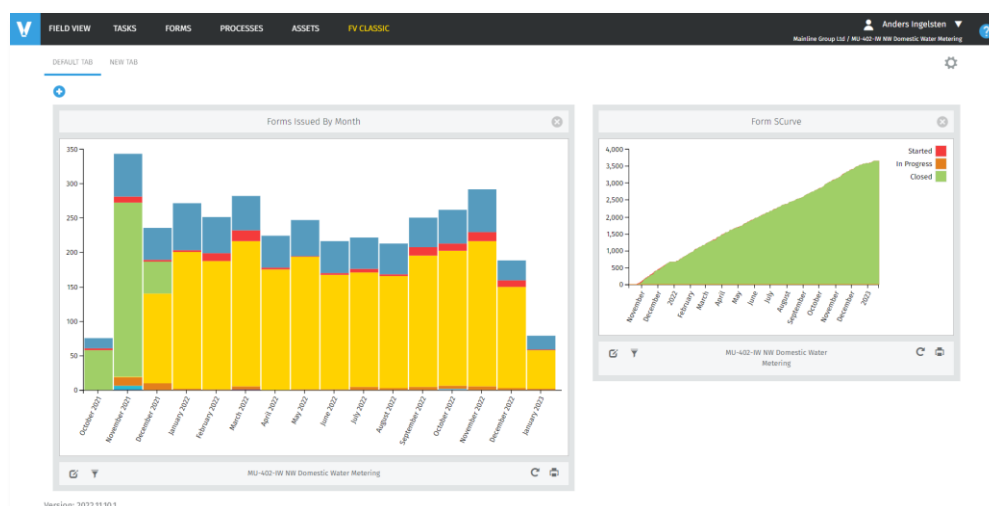 FIELD VIEW TASKS FORMS PROCESSES ASSETS FV CLASSIC
Anders Ingelsten ▼
Mainline Group Ltd / MU-402-IW NW Domestic Water Metering
?
DEFAULT TAB NEW TAB
Forms Issued By Month
350
300
250
200
150
100
50
0
October 2021
November 2021
December 2021
January 2022
February 2022
March 2022
April 2022
May 2022
June 2022
July 2022
August 2022
September 2022
October 2022
November 2022
December 2022
January 2023
MU-402-IW NW Domestic Water Metering
Form SCurve
4,000
3,500
3,000
2,500
2,000
1,500
1,000
500
0
Started
In Progress
Closed
November
December
2022
February
March
April
May
June
July
August
September
October
November
December
2023
MU-402-IW NW Domestic Water
Metering
Version: 2022.11.10.1